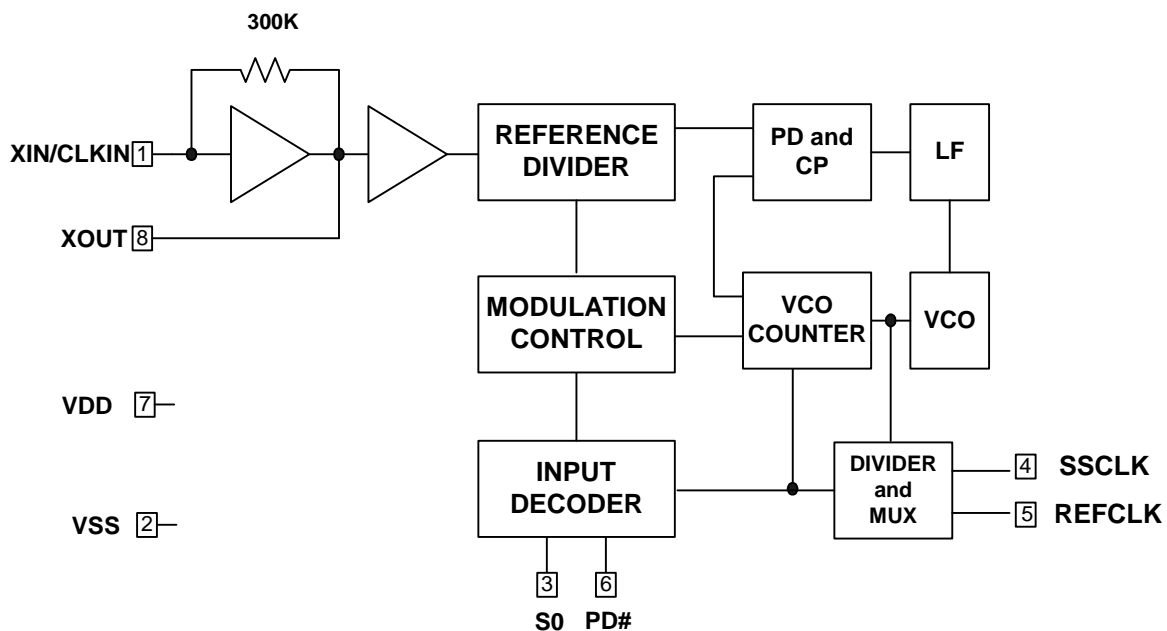 300K
XIN/CLKIN 1
REFERENCE
DIVIDER
PD and
CP
LF
XOUT 8
MODULATION
CONTROL
VCO
COUNTER
VCO
VDD 7
INPUT
DECODER
DIVIDER
and
MUX
4 SSCLK
5 REFCLK
VSS 2
3 6
S0 PD#